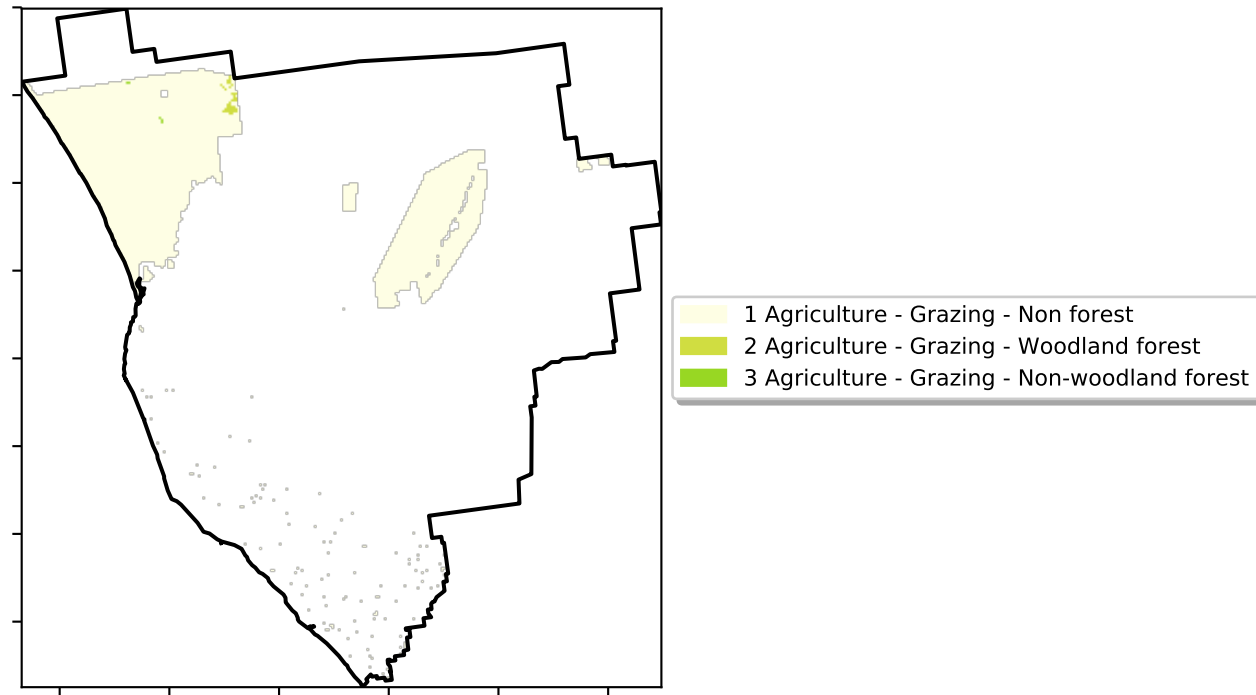 1 Agriculture - Grazing - Non forest
2 Agriculture - Grazing - Woodland forest
3 Agriculture - Grazing - Non-woodland forest